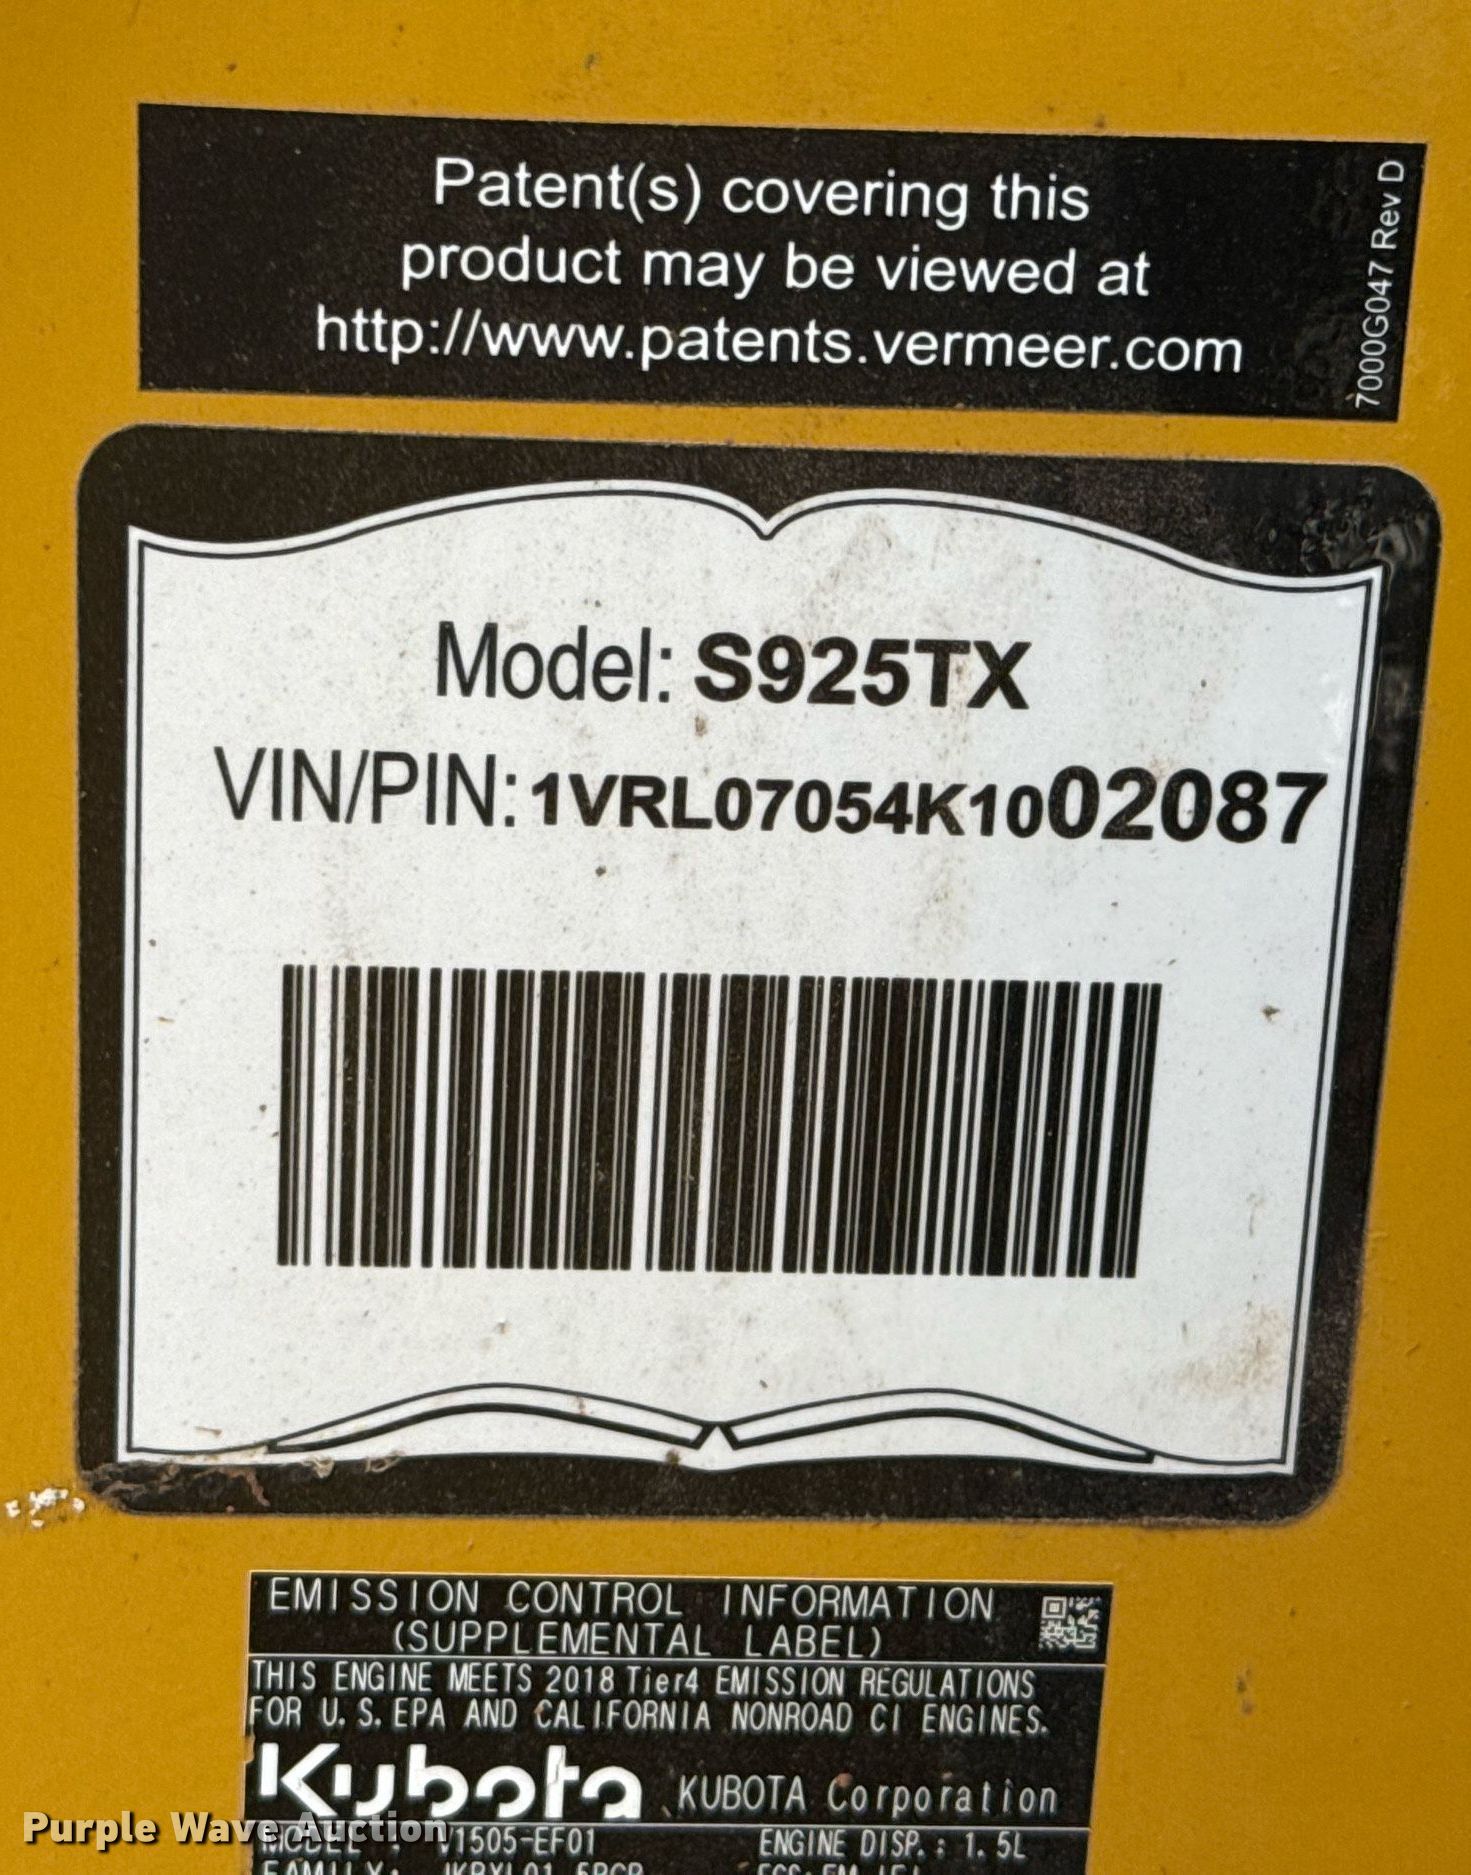 Patent(s) covering this
product may be viewed at
http://www.patents.vermeer.com
7000G047 Rev D
Model: S925TX
VIN/PIN: 1VRL07054K1002087
EMISSION CONTROL INFORMATION
(SUPPLEMENTAL LABEL)
THIS ENGINE MEETS 2018 Tier4 EMISSION REGULATIONS
FOR U.S. EPA AND CALIFORNIA NONROAD CI ENGINES.
Kubota KUBOTA Corporation
MODEL : V1505-EF01 ENGINE DISP. : 1.5L
Purple Wave Auction